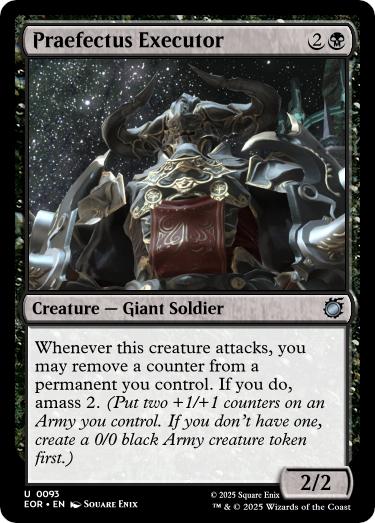 Praefectus Executor 2
Creature — Giant Soldier
Whenever this creature attacks, you
may remove a counter from a
permanent you control. If you do,
amass 2. (Put two +1/+1 counters on an
Army you control. If you don't have one,
create a 0/0 black Army creature token
first.)
2/2
U 0093
EOR • EN SQUARE ENIX
© 2025 Square Enix
™ & © 2025 Wizards of the Coast